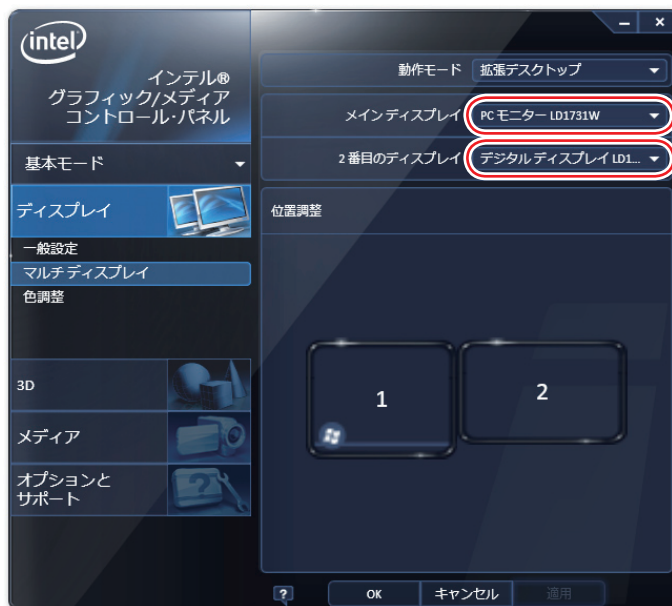 intel
インテル®
グラフィック/メディア
コントロール・パネル
基本モード
ディスプレイ
一般設定
マルチディスプレイ
色調整
3D
メディア
オプションと
サポート
動作モード 拡張デスクトップ
メインディスプレイ PC モニター LD1731W
2 番目のディスプレイ デジタル ディスプレイ LD1...
位置調整
1 2
? OK キャンセル 適用